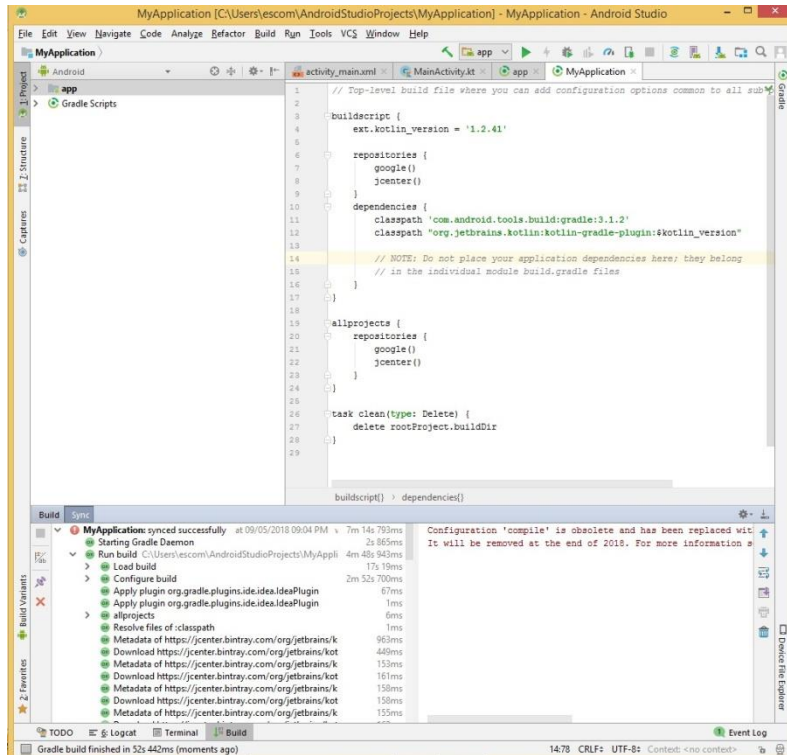 MyApplication [C:\Users\escom\AndroidStudioProjects\MyApplication] - MyApplication - Android Studio
File Edit View Navigate Code Analyze Refactor Build Run Tools VCS Window Help
MyApplication
app
Android
activity_main.xml
MainActivity.kt
app
MyApplication
1: Project
Z: Structure
Captures
Build Variants
2: Favorites
Gradle
Device File Explorer
app
Gradle Scripts
1 // Top-level build file where you can add configuration options common to all sub
2
3 buildscript {
4 ext.kotlin_version = '1.2.41'
5
6 repositories {
7 google()
8 jcenter()
9 }
10 dependencies {
11 classpath 'com.android.tools.build:gradle:3.1.2'
12 classpath "org.jetbrains.kotlin:kotlin-gradle-plugin:$kotlin_version"
13
14 // NOTE: Do not place your application dependencies here; they belong
15 // in the individual module build.gradle files
16 }
17 }
18
19 allprojects {
20 repositories {
21 google()
22 jcenter()
23 }
24 }
25
26 task clean(type: Delete) {
27 delete rootProject.buildDir
28 }
29
buildscript{} › dependencies{}
Build Sync
MyApplication: synced successfully at 09/05/2018 09:04 PM 7m 14s 793ms
Starting Gradle Daemon 2s 865ms
Run build C:\Users\escom\AndroidStudioProjects\MyAppli 4m 48s 943ms
Load build 17s 19ms
Configure build 2m 52s 700ms
Apply plugin org.gradle.plugins.ide.idea.IdeaPlugin 67ms
Apply plugin org.gradle.plugins.ide.idea.IdeaPlugin 1ms
allprojects 6ms
Resolve files of :classpath 1ms
Metadata of https://jcenter.bintray.com/org/jetbrains/k 963ms
Download https://jcenter.bintray.com/org/jetbrains/kot 449ms
Metadata of https://jcenter.bintray.com/org/jetbrains/k 153ms
Download https://jcenter.bintray.com/org/jetbrains/kot 161ms
Metadata of https://jcenter.bintray.com/org/jetbrains/k 158ms
Download https://jcenter.bintray.com/org/jetbrains/kot 158ms
Metadata of https://jcenter.bintray.com/org/jetbrains/k 155ms
Configuration 'compile' is obsolete and has been replaced wit
It will be removed at the end of 2018. For more information s
TODO 6: Logcat Terminal Build Event Log
Gradle build finished in 52s 442ms (moments ago) 14:78 CRLF÷ UTF-8÷ Context: <no context>